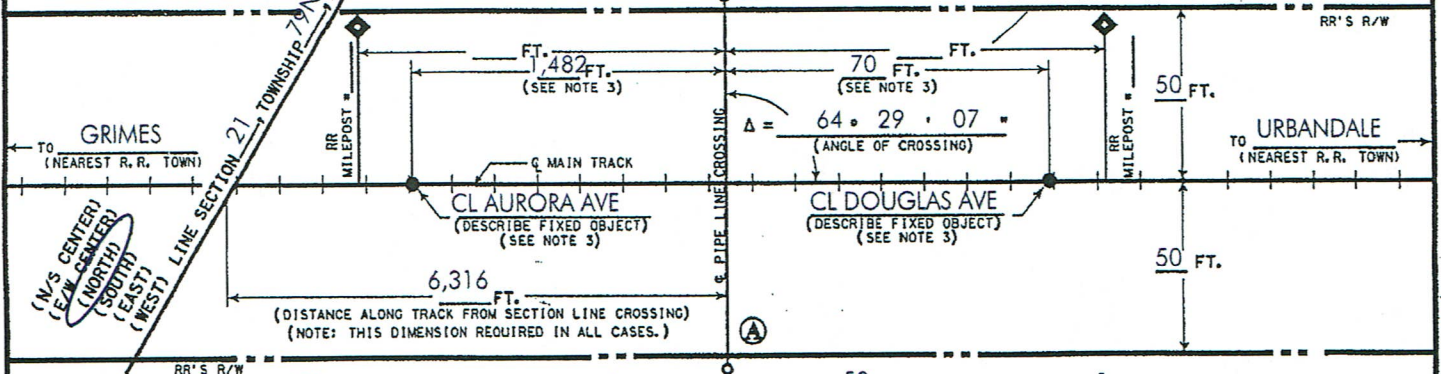 RR'S R/W
FT.
FT.
1,482 FT.
(SEE NOTE 3)
70 FT.
(SEE NOTE 3)
50 FT.
LINE SECTION 21, TOWNSHIP 79N
RR
MILEPOST "
Δ = 64° 29 ' 07 "
(ANGLE OF CROSSING)
RR
MILEPOST "
TO GRIMES
(NEAREST R.R. TOWN)
TO URBANDALE
(NEAREST R.R. TOWN)
℄ MAIN TRACK
℄ PIPE LINE CROSSING
CL AURORA AVE
(DESCRIBE FIXED OBJECT)
(SEE NOTE 3)
CL DOUGLAS AVE
(DESCRIBE FIXED OBJECT)
(SEE NOTE 3)
(N/S CENTER)
(E/W CENTER)
(NORTH)
(SOUTH)
(EAST)
(WEST)
6,316 FT.
(DISTANCE ALONG TRACK FROM SECTION LINE CROSSING)
(NOTE: THIS DIMENSION REQUIRED IN ALL CASES.)
50 FT.
A
RR'S R/W